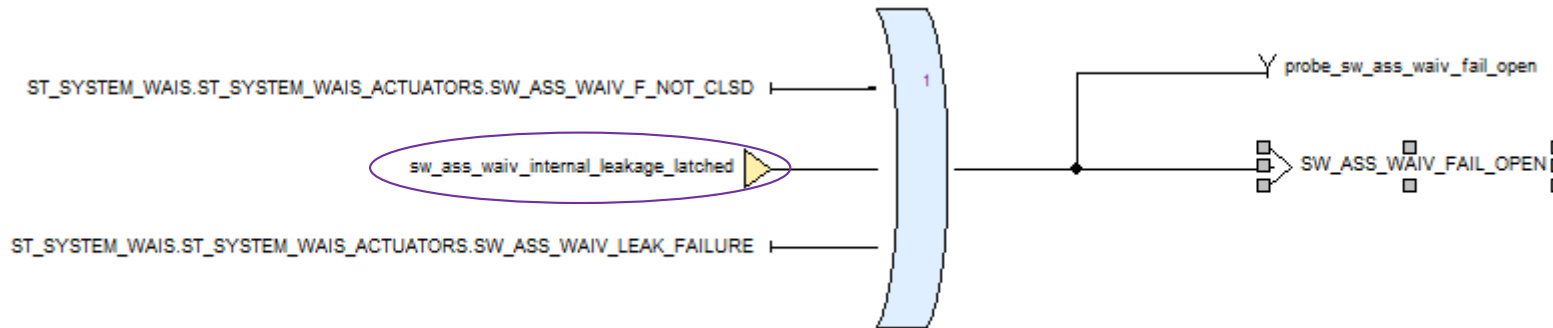 probe_sw_ass_waiv_fail_open
1
ST_SYSTEM_WAIS.ST_SYSTEM_WAIS_ACTUATORS.SW_ASS_WAIV_F_NOT_CLSD
sw_ass_waiv_internal_leakage_latched
SW_ASS_WAIV_FAIL_OPEN
ST_SYSTEM_WAIS.ST_SYSTEM_WAIS_ACTUATORS.SW_ASS_WAIV_LEAK_FAILURE